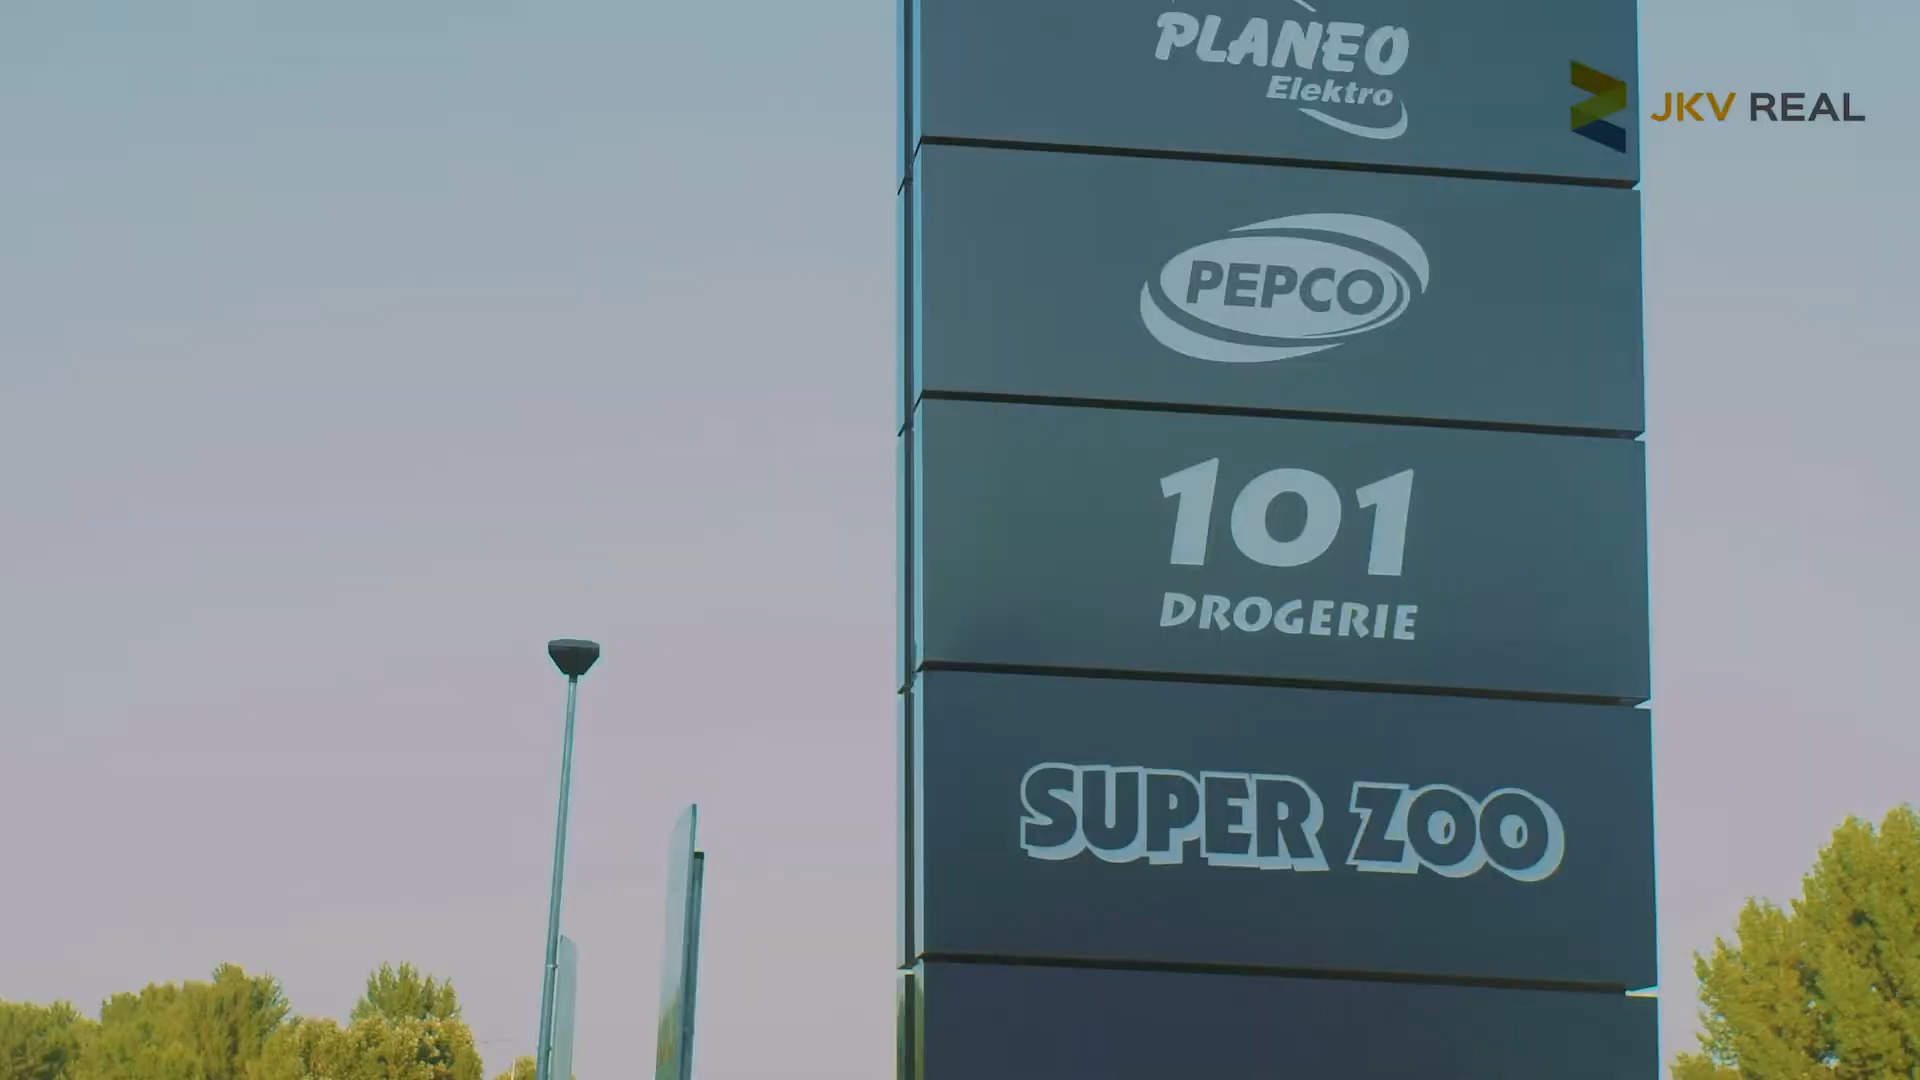 PLANEO
Elektro
JKV REAL
PEPCO
101
DROGERIE
SUPER ZOO